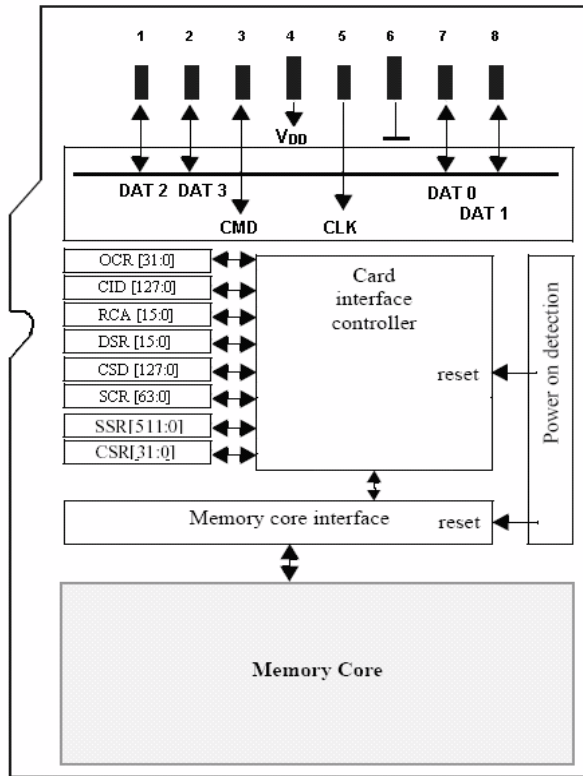 1 2 3 4 5 6 7 8
VDD
DAT 2 DAT 3 DAT 0
DAT 1
CMD CLK
OCR [31:0]
CID [127:0]
RCA [15:0]
DSR [15:0]
CSD [127:0]
SCR [63:0]
SSR[511:0]
CSR[31:0]
Card
interface
controller
reset
Power on detection
Memory core interface
reset
Memory Core